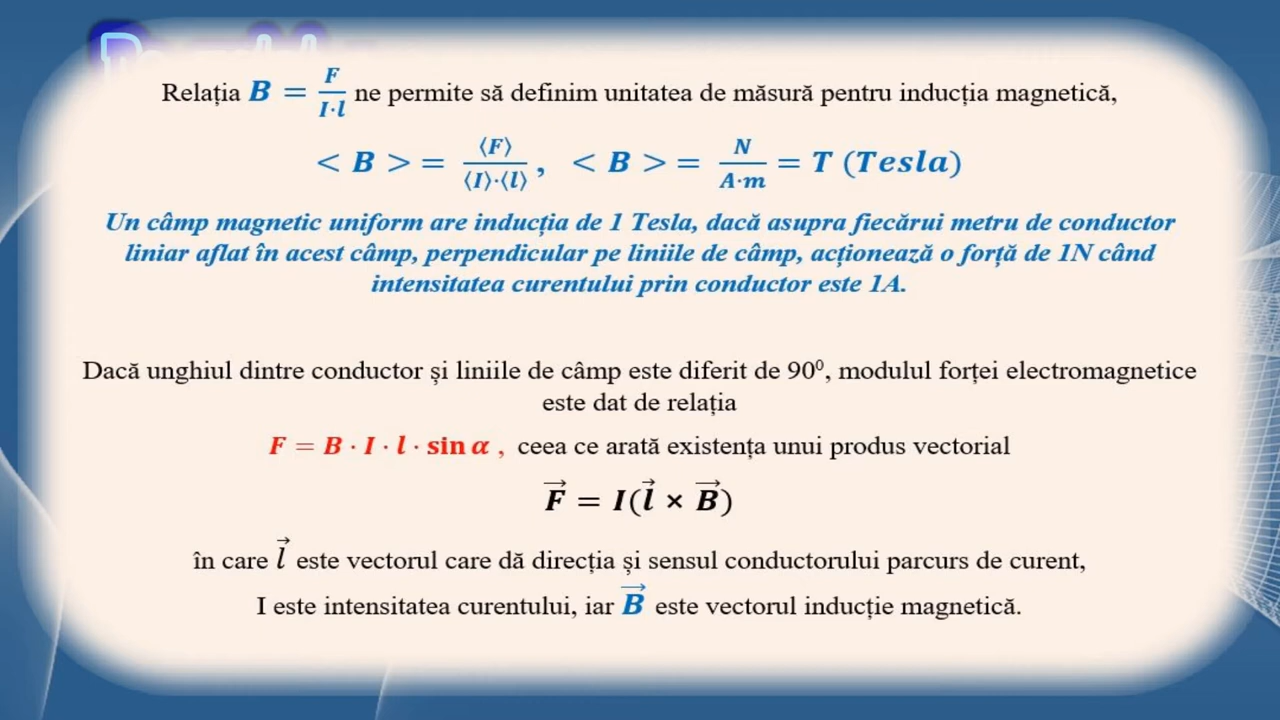 Relația B = F / I·l ne permite să definim unitatea de măsură pentru inducția magnetică,
< B > = ⟨F⟩ / ⟨I⟩·⟨l⟩ , < B > = N / A·m = T (Tesla)
Un câmp magnetic uniform are inducția de 1 Tesla, dacă asupra fiecărui metru de conductor
liniar aflat în acest câmp, perpendicular pe liniile de câmp, acționează o forță de 1N când
intensitatea curentului prin conductor este 1A.
Dacă unghiul dintre conductor și liniile de câmp este diferit de 90⁰, modulul forței electromagnetice
este dat de relația
F = B · I · l · sin α , ceea ce arată existența unui produs vectorial
F⃗ = I(l⃗ × B⃗)
în care l⃗ este vectorul care dă direcția și sensul conductorului parcurs de curent,
I este intensitatea curentului, iar B⃗ este vectorul inducție magnetică.